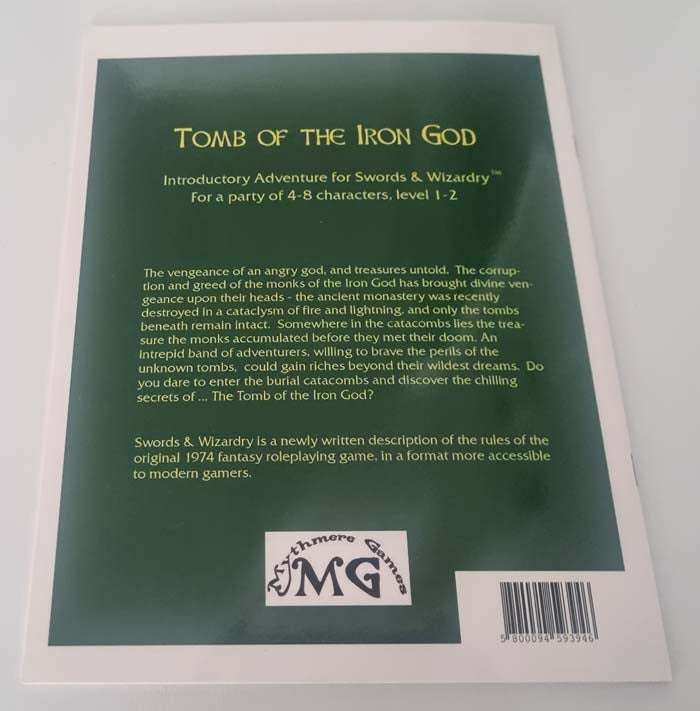 TOMB OF THE IRON GOD
Introductory Adventure for Swords & Wizardry™
For a party of 4-8 characters, level 1-2
The vengeance of an angry god, and treasures untold. The corrup-
tion and greed of the monks of the Iron God has brought divine ven-
geance upon their heads - the ancient monastery was recently
destroyed in a cataclysm of fire and lightning, and only the tombs
beneath remain intact. Somewhere in the catacombs lies the trea-
sure the monks accumulated before they met their doom. An
intrepid band of adventurers, willing to brave the perils of the
unknown tombs, could gain riches beyond their wildest dreams. Do
you dare to enter the burial catacombs and discover the chilling
secrets of ... The Tomb of the Iron God?
Swords & Wizardry is a newly written description of the rules of the
original 1974 fantasy roleplaying game, in a format more accessible
to modern gamers.
Mythmere Games
MG
5 800094 593946